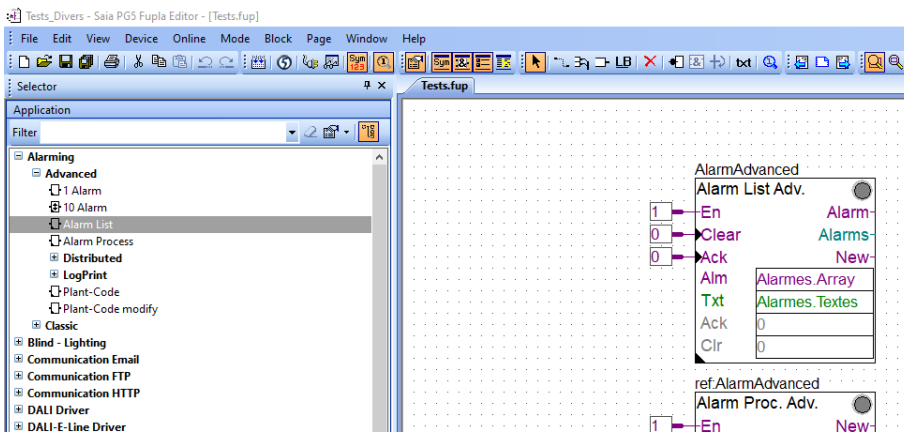 Tests_Divers - Saia PG5 Fupla Editor - [Tests.fup]
File Edit View Device Online Mode Block Page Window Help
Sym 123 Sym LB txt
Selector
Tests.fup
Application
Filter
Alarming
Advanced
1 Alarm
10 Alarm
Alarm List
Alarm Process
Distributed
LogPrint
Plant-Code
Plant-Code modify
Classic
Blind - Lighting
Communication Email
Communication FTP
Communication HTTP
DALI Driver
DALI-E-Line Driver
AlarmAdvanced
Alarm List Adv.
1 En Alarm
0 Clear Alarms
0 Ack New
Alm Alarmes.Array
Txt Alarmes.Textes
Ack 0
Clr 0
ref:AlarmAdvanced
Alarm Proc. Adv.
1 En New